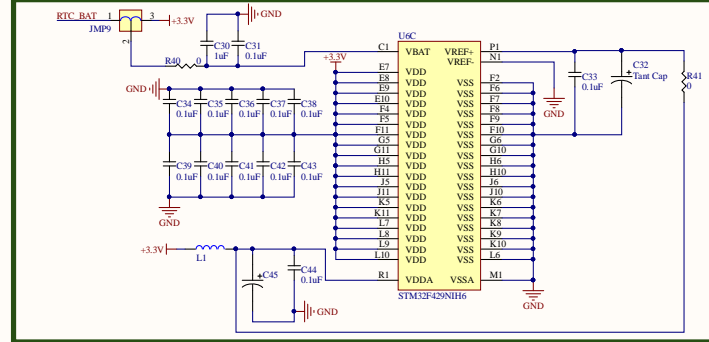 RTC_BAT 1 3 +3.3V
JMP9
2
GND
C30 C31
1uF 0.1uF
R40 0
U6C
C1 VBAT VREF+ P1
VREF- N1
+3.3V
E7 VDD
E8 VDD VSS F2
E9 VDD VSS F6
E10 VDD VSS F7
F4 VDD VSS F8
F5 VDD VSS F9
F11 VDD VSS F10
G5 VDD VSS G6
G11 VDD VSS G10
H5 VDD VSS H6
H11 VDD VSS H10
J5 VDD VSS J6
J11 VDD VSS J10
K5 VDD VSS K6
K11 VDD VSS K7
L7 VDD VSS K8
L8 VDD VSS K9
L9 VDD VSS K10
L10 VDD VSS L6
R1 VDDA VSSA M1
STM32F429NIH6
GND
C33
0.1uF
C32
Tant Cap
R41
0
GND
GND
C34 C35 C36 C37 C38
0.1uF 0.1uF 0.1uF 0.1uF 0.1uF
C39 C40 C41 C42 C43
0.1uF 0.1uF 0.1uF 0.1uF 0.1uF
GND
+3.3V
L1
C45
C44
0.1uF
GND